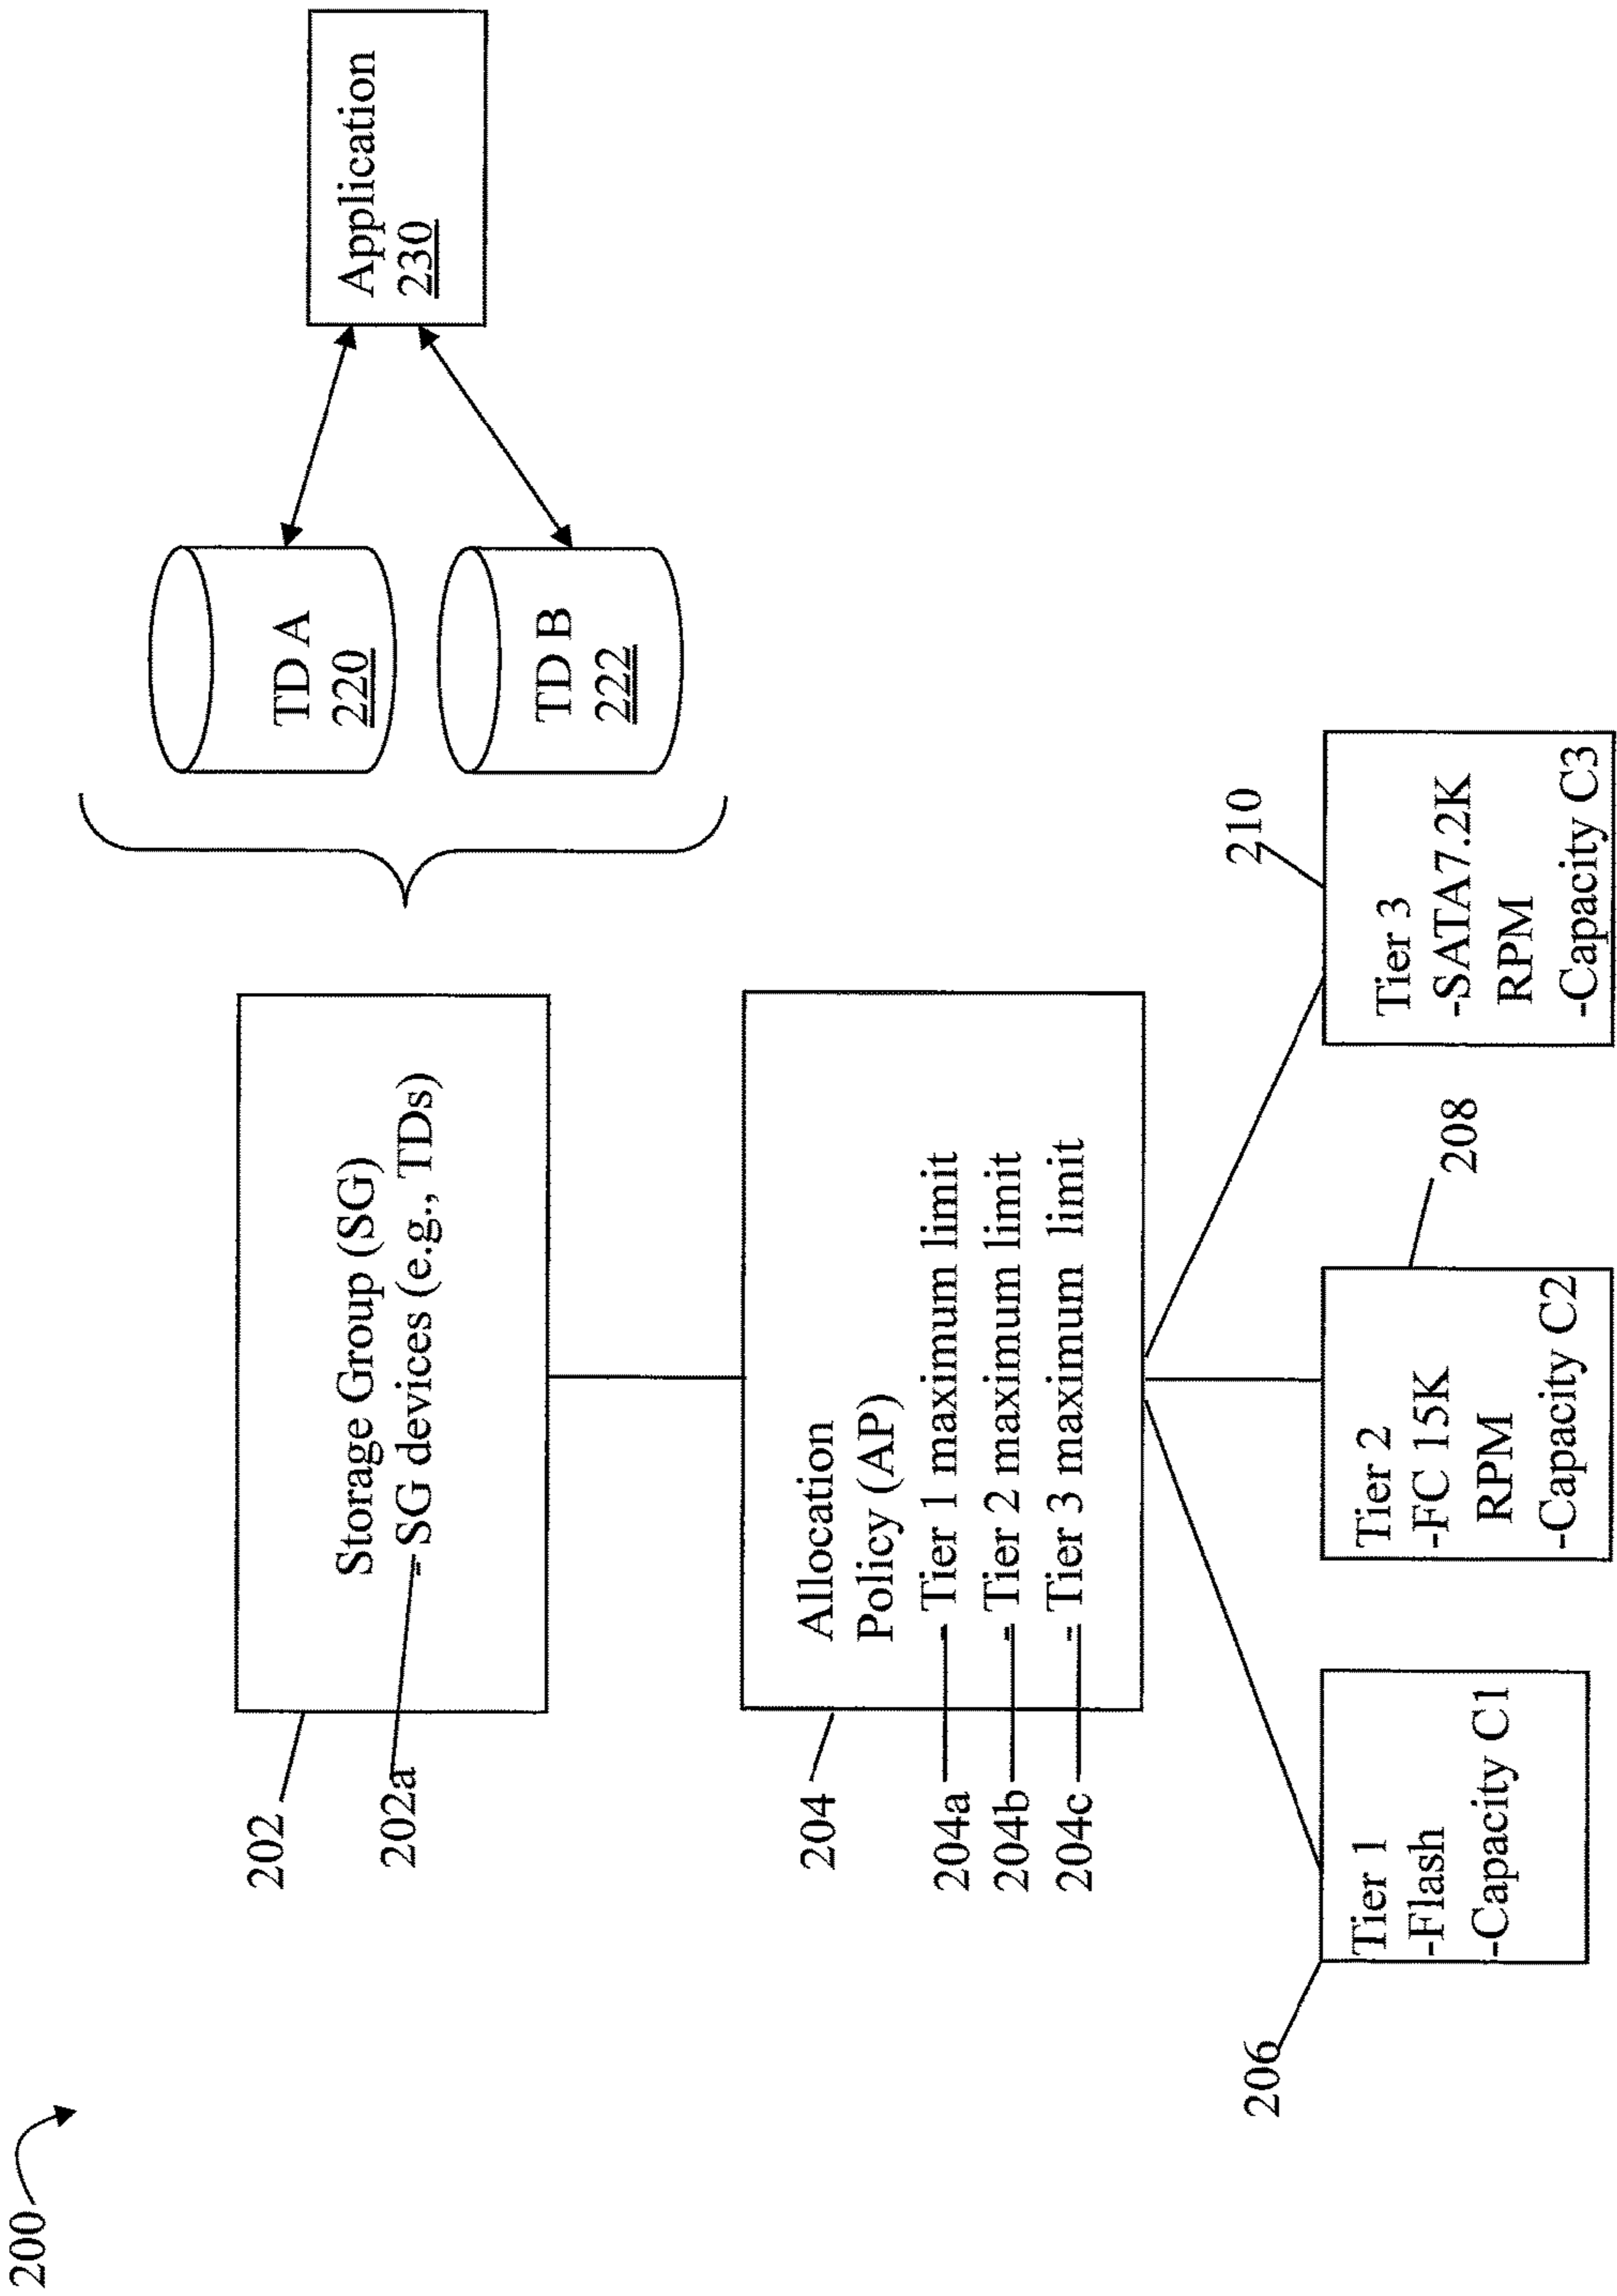 200
202
202a
Storage Group (SG)
- SG devices (e.g., TDs)
TD A
220
TD B
222
Application
230
204
204a
204b
204c
Allocation
Policy (AP)
- Tier 1 maximum limit
- Tier 2 maximum limit
- Tier 3 maximum limit
206
Tier 1
-Flash
-Capacity C1
208
Tier 2
-FC 15K
RPM
-Capacity C2
210
Tier 3
-SATA7.2K
RPM
-Capacity C3